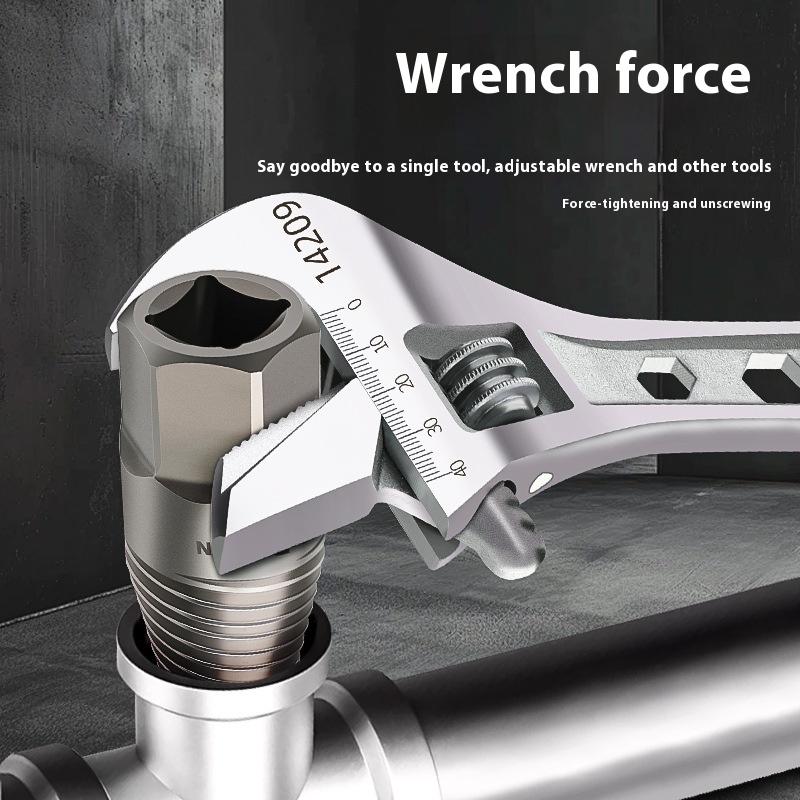 Wrench force
Say goodbye to a single tool, adjustable wrench and other tools
Force-tightening and unscrewing
14209
0
10
20
30
40